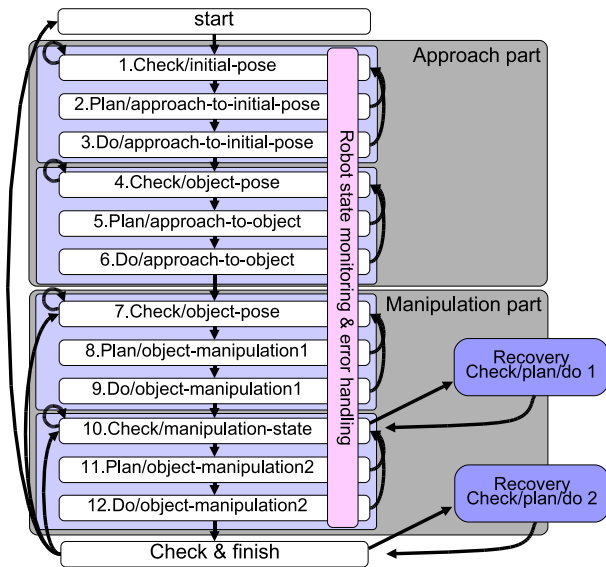 start
Approach part
1.Check/initial-pose
2.Plan/approach-to-initial-pose
3.Do/approach-to-initial-pose
4.Check/object-pose
5.Plan/approach-to-object
6.Do/approach-to-object
Robot state monitoring & error handling
Manipulation part
7.Check/object-pose
8.Plan/object-manipulation1
9.Do/object-manipulation1
Recovery
Check/plan/do 1
10.Check/manipulation-state
11.Plan/object-manipulation2
12.Do/object-manipulation2
Recovery
Check/plan/do 2
Check & finish